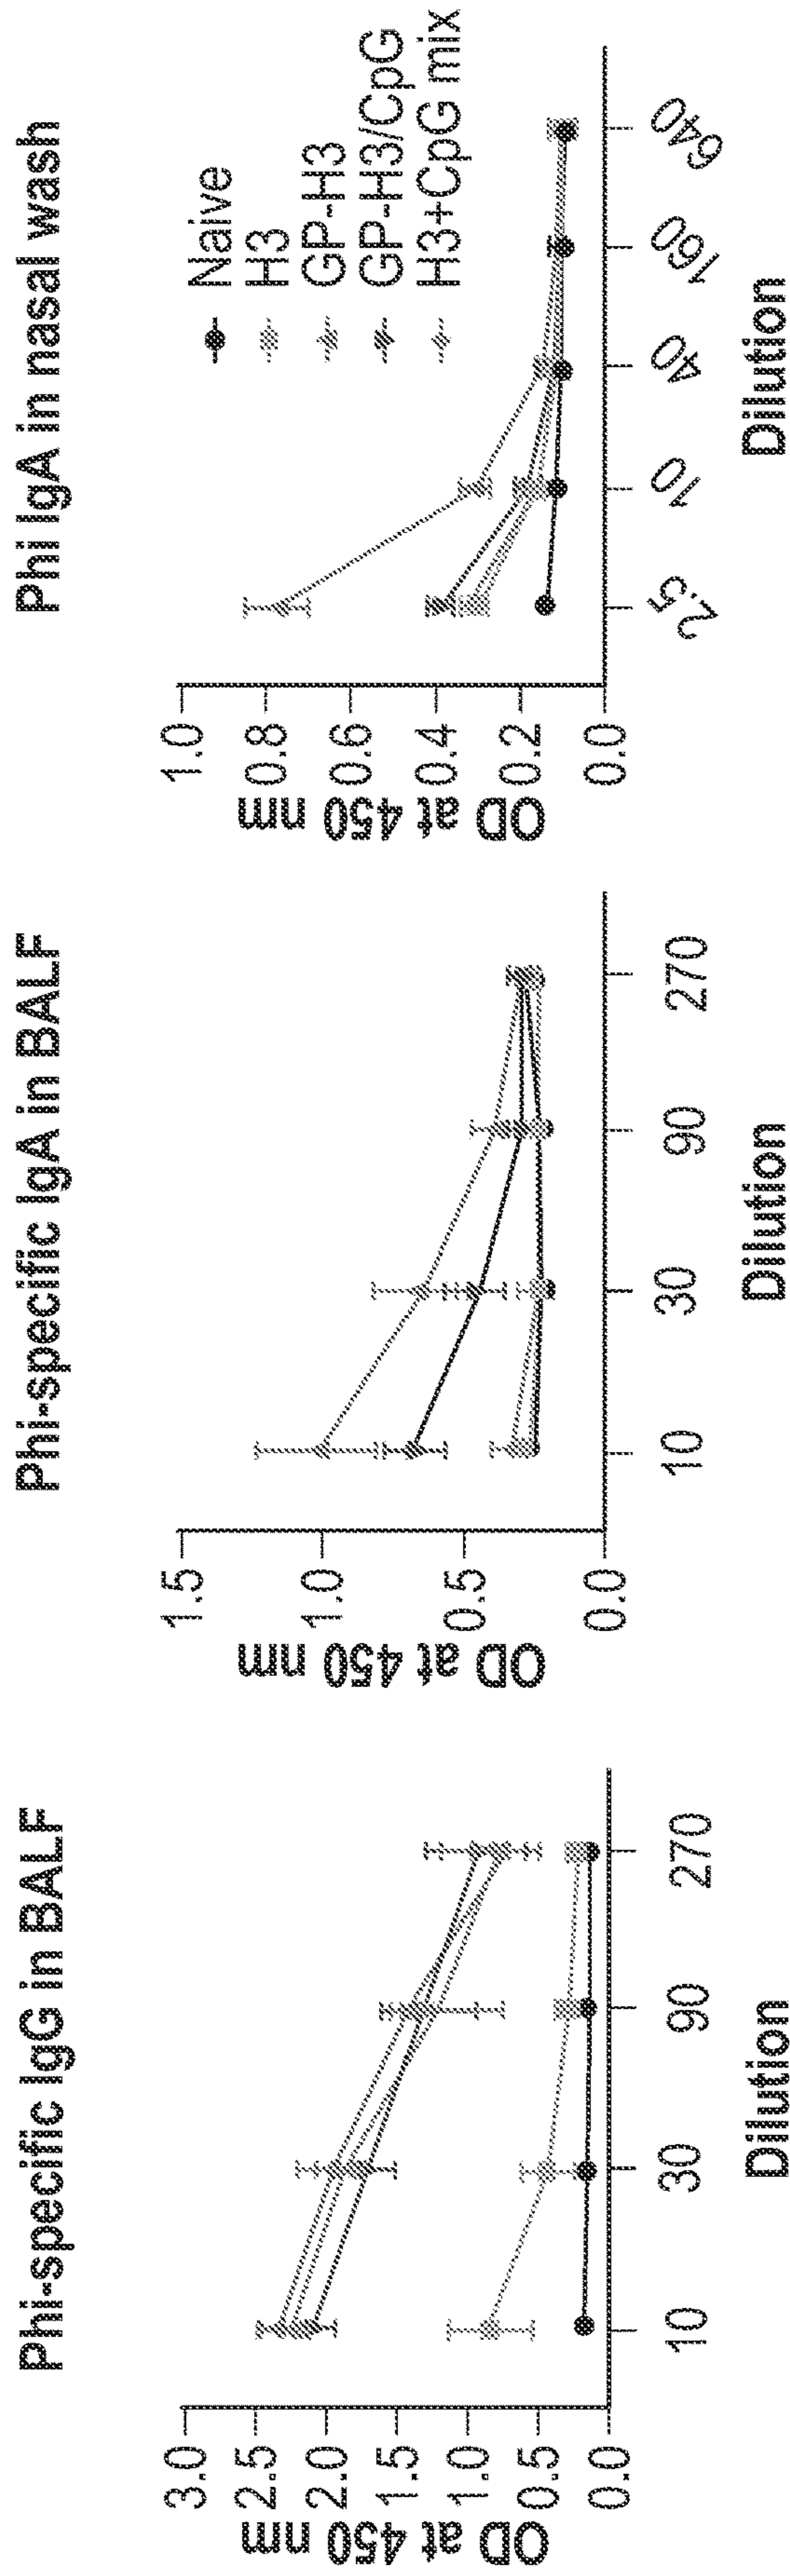 Phi-specific IgG in BALF
OD at 450 nm
3.0
2.5
2.0
1.5
1.0
0.5
0.0
10 30 90 270
Dilution
Phi-specific IgA in BALF
OD at 450 nm
1.5
1.0
0.5
0.0
10 30 90 270
Dilution
Phi IgA in nasal wash
OD at 450 nm
1.0
0.8
0.6
0.4
0.2
0.0
2.5 10 40 160 640
Dilution
Naive
H3
GP-H3
GP-H3/CpG
H3+CpG mix